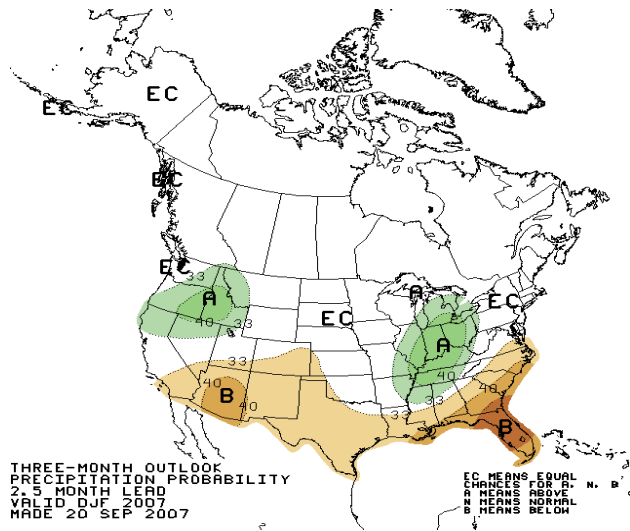 EC
EC
EC
EC
33
A
40
33
EC
A
EC
A
33
40
B
40
40
40
33
33
B
THREE-MONTH OUTLOOK
PRECIPITATION PROBABILITY
2.5 MONTH LEAD
VALID DJF 2007
MADE 20 SEP 2007
EC MEANS EQUAL
CHANCES FOR A, N, B
A MEANS ABOVE
N MEANS NORMAL
B MEANS BELOW